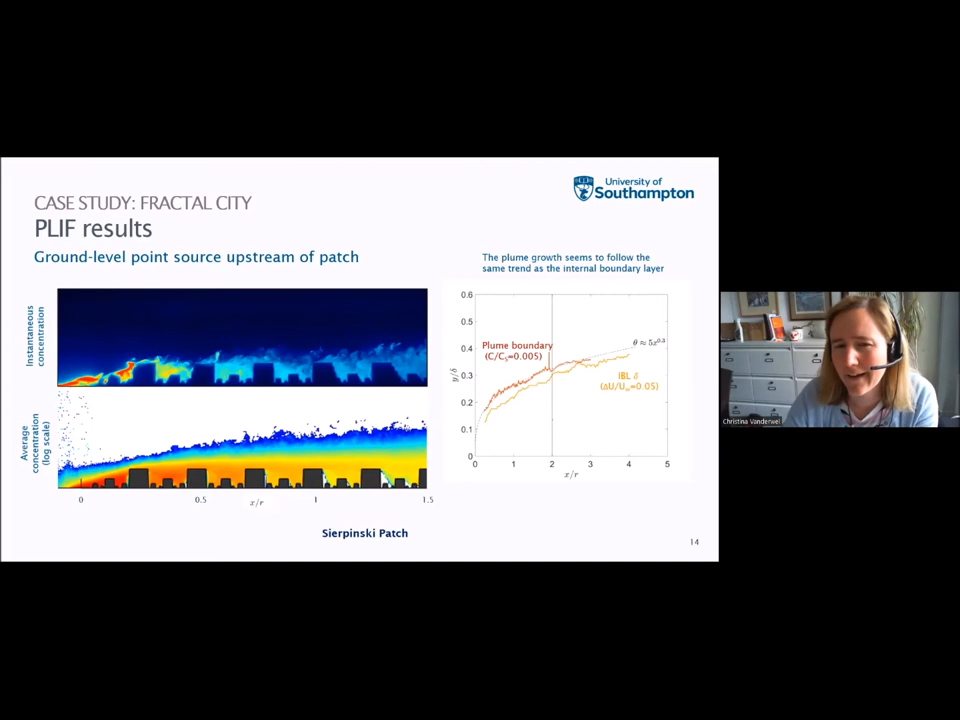 CASE STUDY: FRACTAL CITY
PLIF results
University of
Southampton
Ground-level point source upstream of patch
The plume growth seems to follow the
same trend as the internal boundary layer
Instantaneous
concentration
Average
concentration
(log scale)
0
0.5
1
1.5
x/r
Sierpinski Patch
0.6
0.5
0.4
0.3
0.2
0.1
0
y/δ
Plume boundary
(C/CS=0.005)
θ ≈ 5x^0.3
IBL δ
(ΔU/U∞=0.05)
0
1
2
3
4
5
x/r
14
Christina Vanderwel